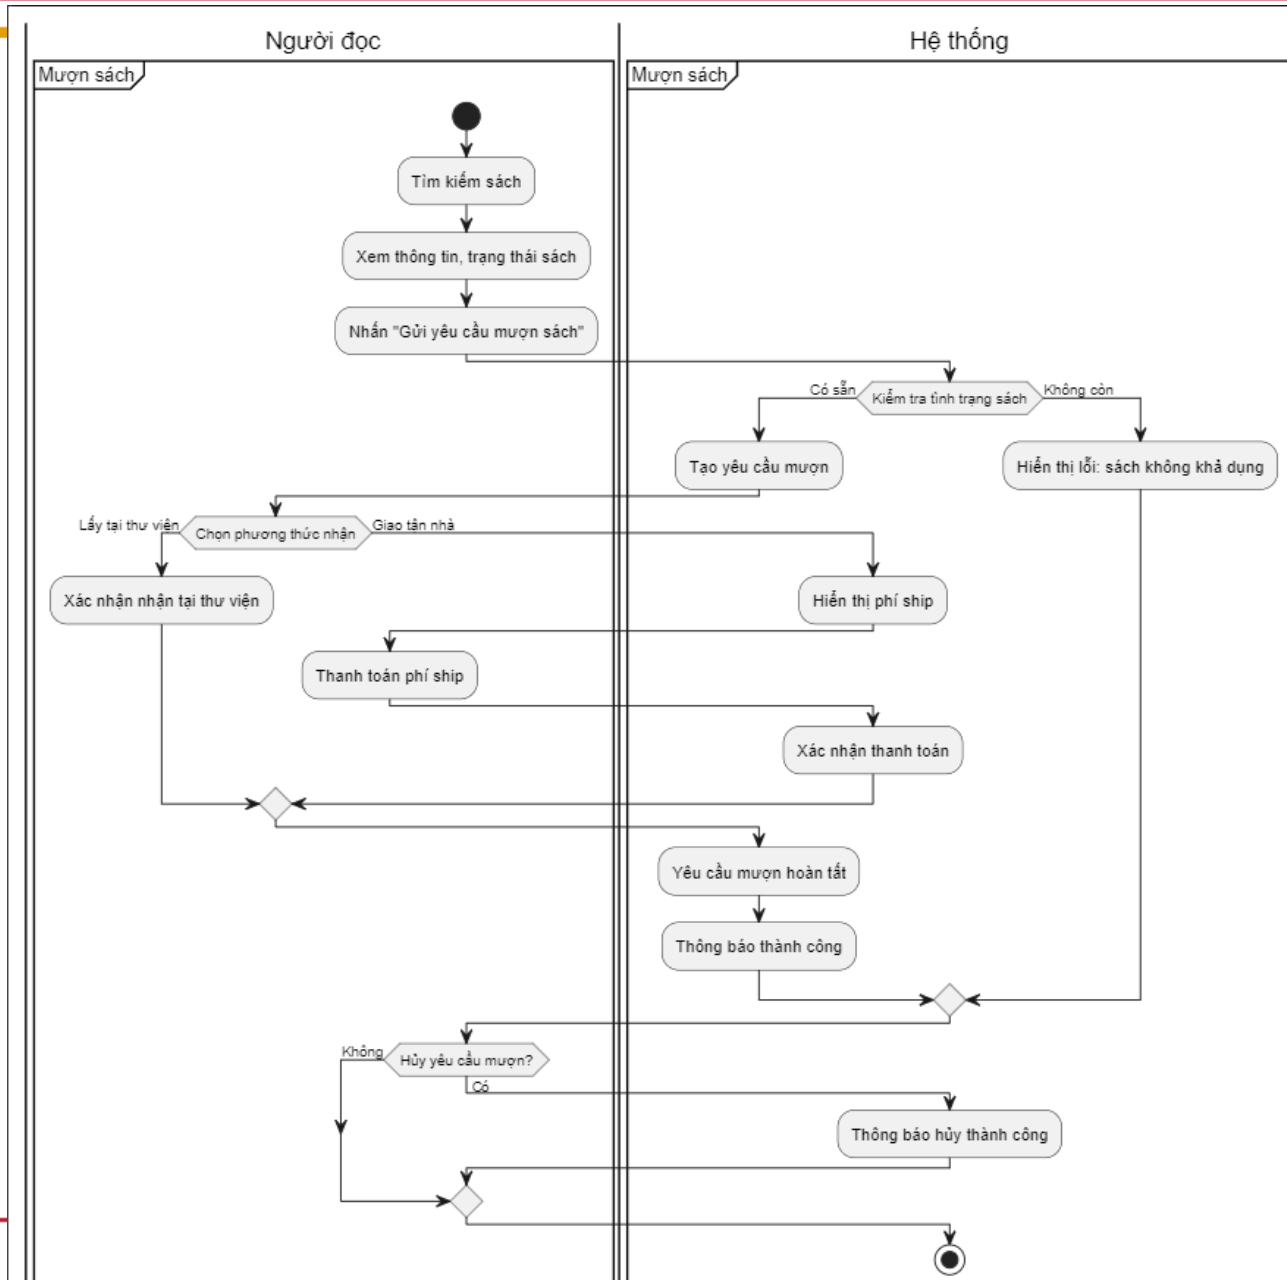 Người đọc
Hệ thống
Mượn sách
Mượn sách
Tìm kiếm sách
Xem thông tin, trạng thái sách
Nhấn "Gửi yêu cầu mượn sách"
Có sẵn
Kiểm tra tình trạng sách
Không còn
Tạo yêu cầu mượn
Hiển thị lỗi: sách không khả dụng
Lấy tại thư viện
Chọn phương thức nhận
Giao tận nhà
Xác nhận nhận tại thư viện
Hiển thị phí ship
Thanh toán phí ship
Xác nhận thanh toán
Yêu cầu mượn hoàn tất
Thông báo thành công
Không
Hủy yêu cầu mượn?
Có
Thông báo hủy thành công